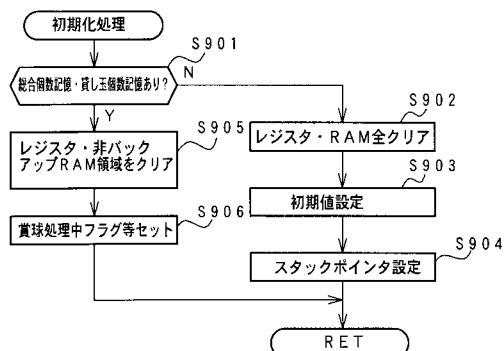 初期化処理
S901
総合個数記憶・貸し玉個数記憶あり?
N
Y
S902
レジスタ・RAM全クリア
S905
レジスタ・非バック
アップRAM領域をクリア
S903
初期値設定
S906
賞球処理中フラグ等セット
S904
スタックポインタ設定
RET